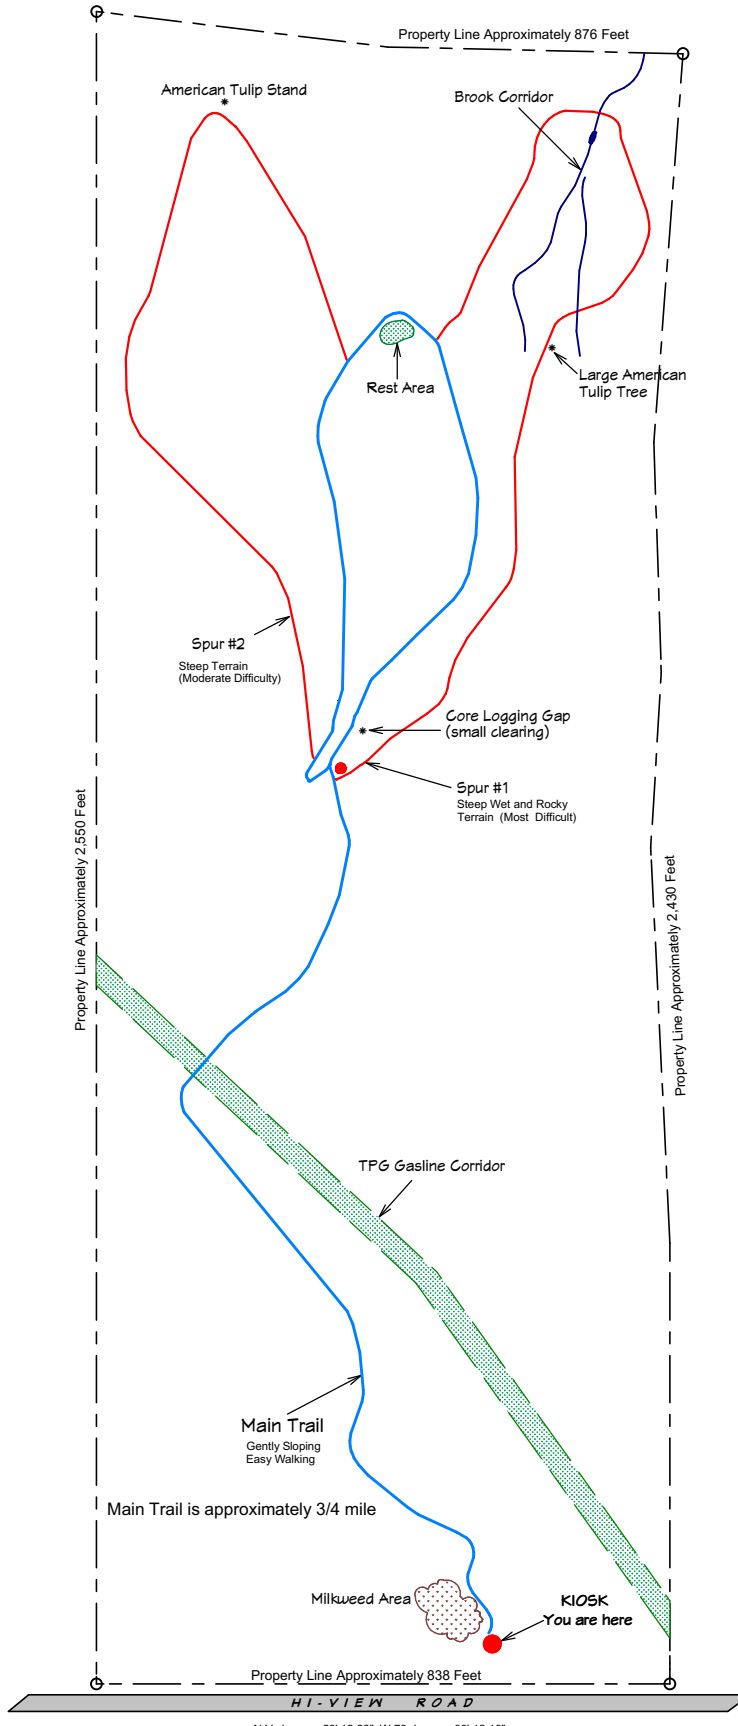 Property Line Approximately 876 Feet
American Tulip Stand
Brook Corridor
Rest Area
Large American
Tulip Tree
Spur #2
Steep Terrain
(Moderate Difficulty)
Core Logging Gap
(small clearing)
Spur #1
Steep Wet and Rocky
Terrain (Most Difficult)
Property Line Approximately 2,550 Feet
Property Line Approximately 2,430 Feet
TPG Gasline Corridor
Main Trail
Gently Sloping
Easy Walking
Main Trail is approximately 3/4 mile
Milkweed Area
KIOSK
You are here
Property Line Approximately 838 Feet
HI-VIEW ROAD